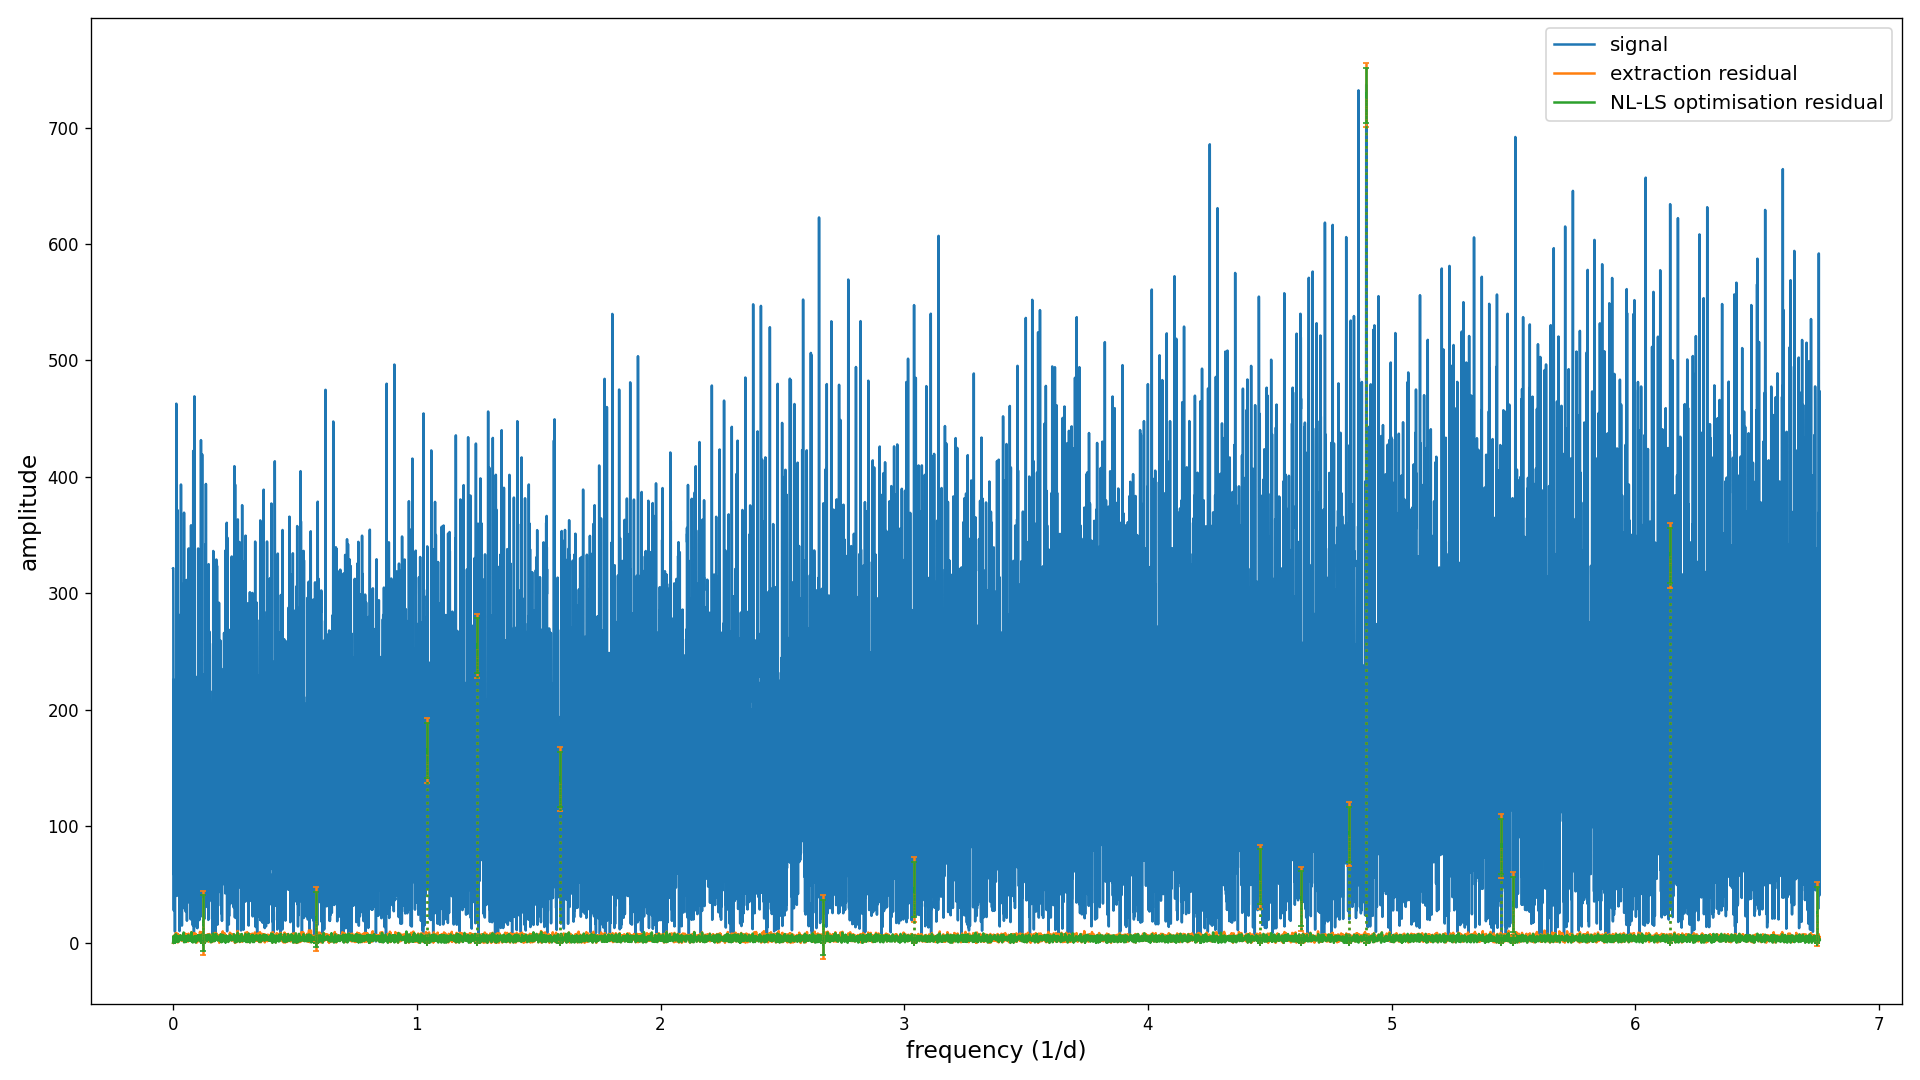 signal
extraction residual
NL-LS optimisation residual
700
600
500
400
300
200
100
0
amplitude
0 1 2 3 4 5 6 7
frequency (1/d)